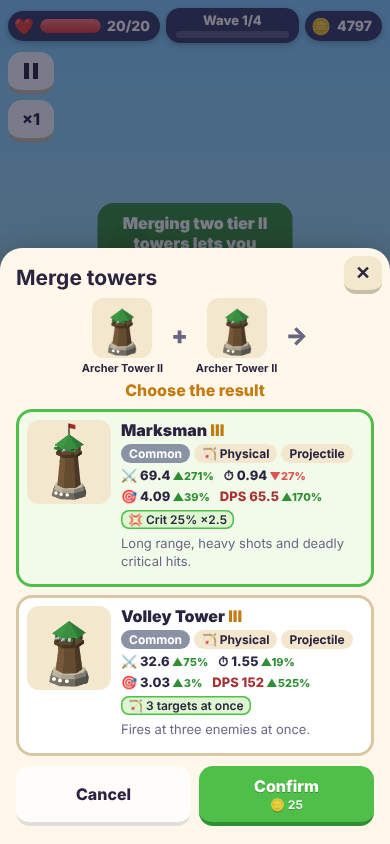 20/20
Wave 1/4
4797
×1
Merging two tier II
towers lets you
Merge towers
Archer Tower II
Archer Tower II
Choose the result
Marksman III
Common Physical Projectile
69.4 ▲271% 0.94 ▼27%
4.09 ▲39% DPS 65.5 ▲170%
Crit 25% ×2.5
Long range, heavy shots and deadly
critical hits.
Volley Tower III
Common Physical Projectile
32.6 ▲75% 1.55 ▲19%
3.03 ▲3% DPS 152 ▲525%
3 targets at once
Fires at three enemies at once.
Cancel
Confirm
25